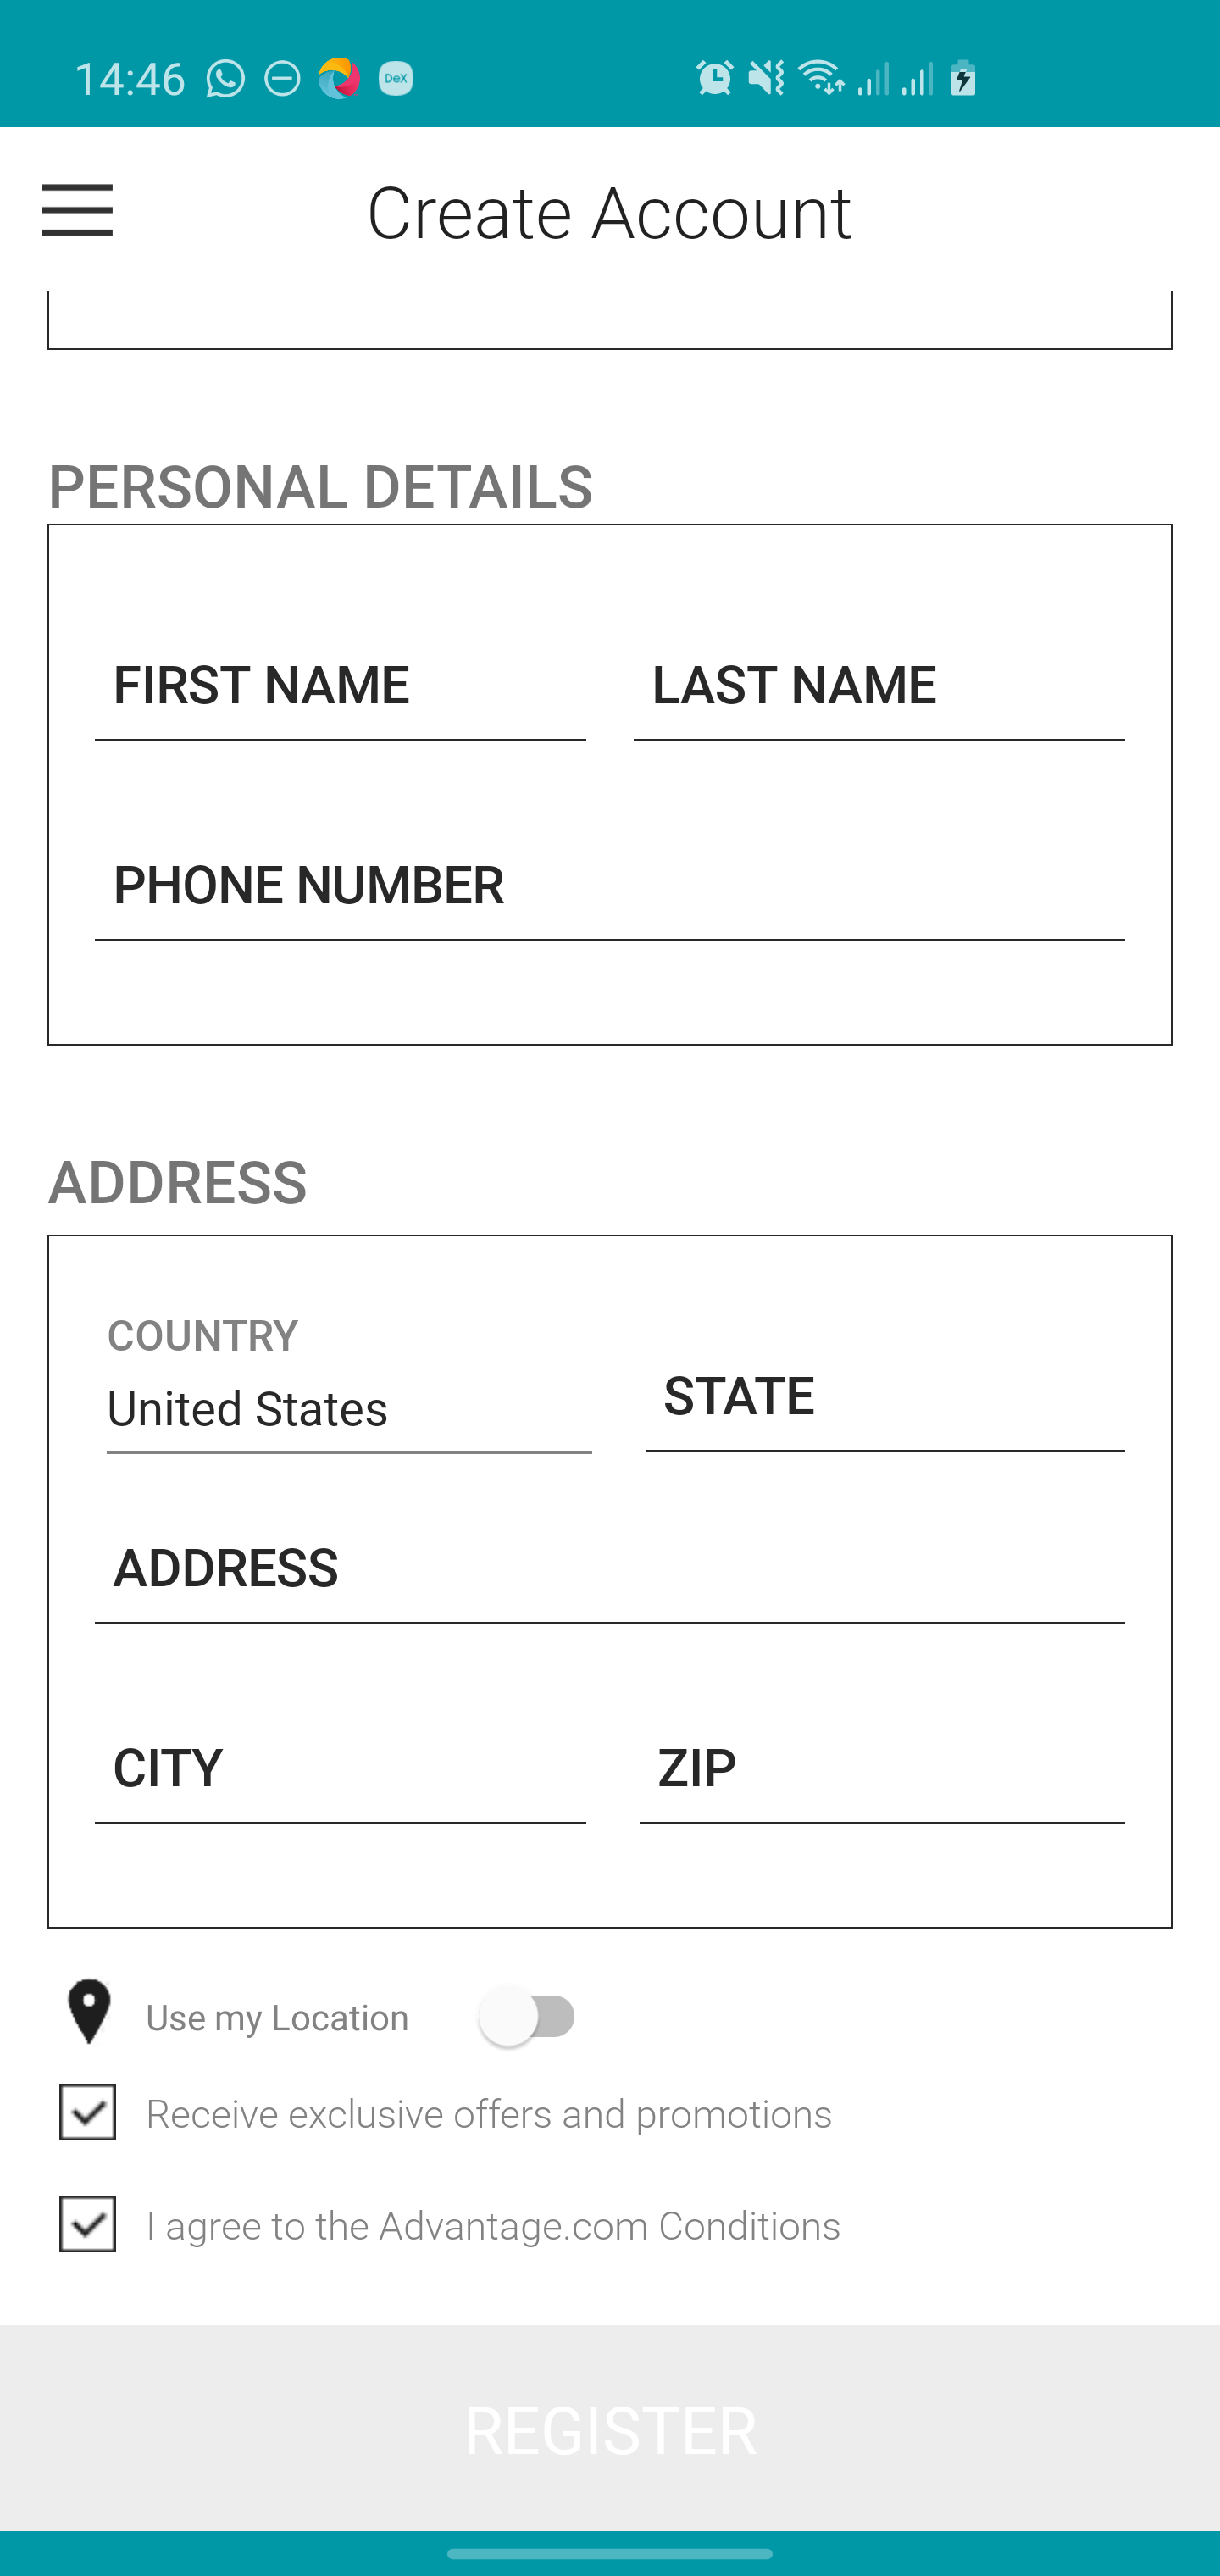 14:46 DeX
Create Account
PERSONAL DETAILS
FIRST NAME LAST NAME
PHONE NUMBER
ADDRESS
COUNTRY
United States STATE
ADDRESS
CITY ZIP
Use my Location
Receive exclusive offers and promotions
I agree to the Advantage.com Conditions
REGISTER